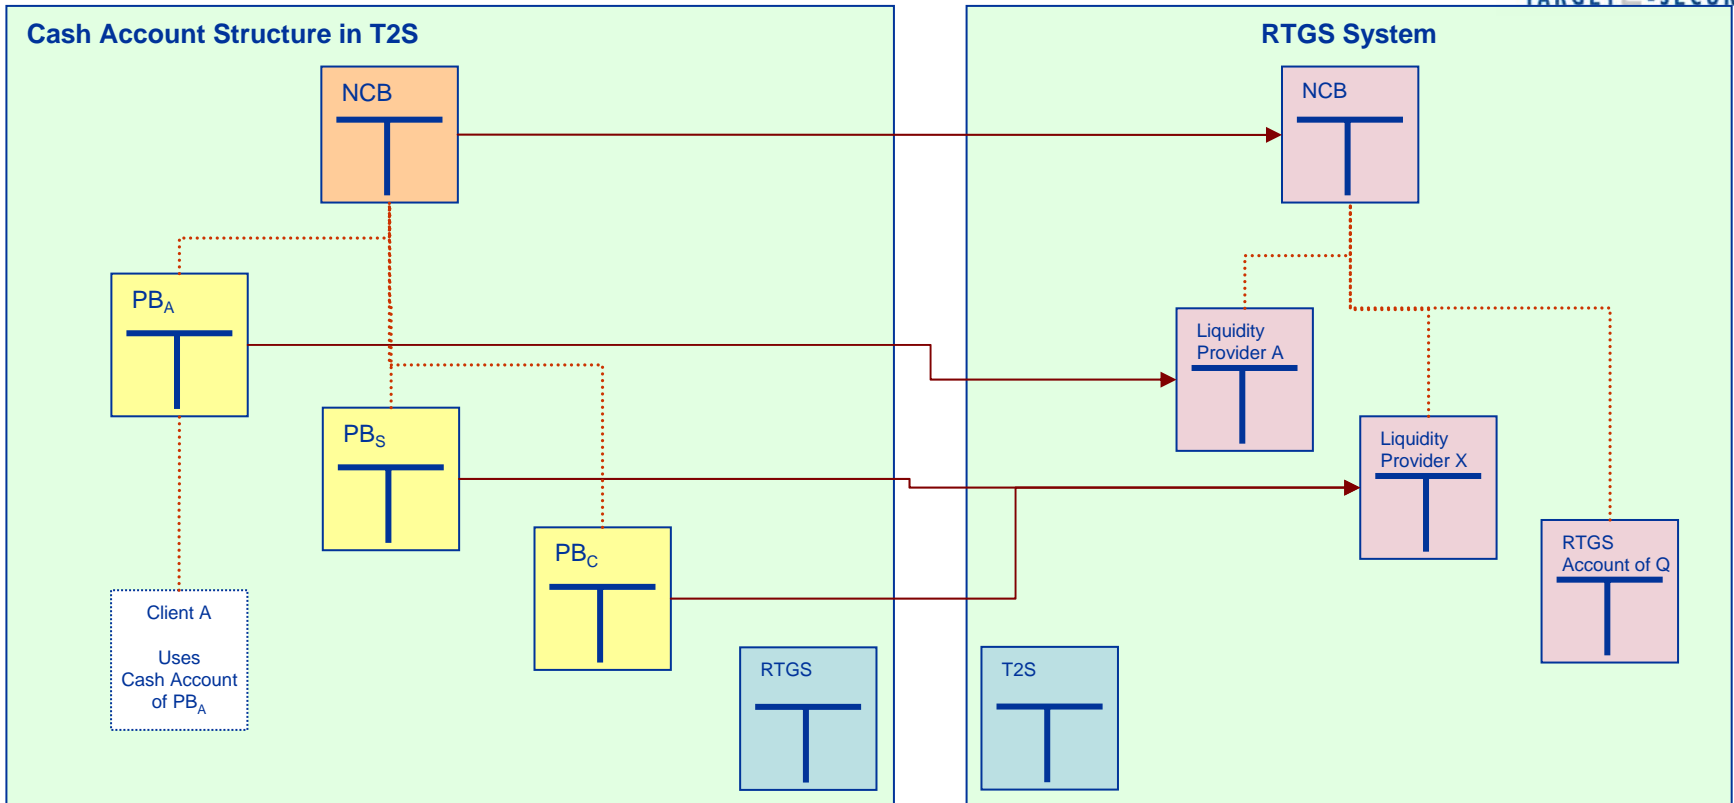 Cash Account Structure in T2S
RTGS System
NCB
NCB
PBA
Liquidity
Provider A
PBS
Liquidity
Provider X
PBC
RTGS
Account of Q
Client A
Uses
Cash Account
of PBA
RTGS
T2S